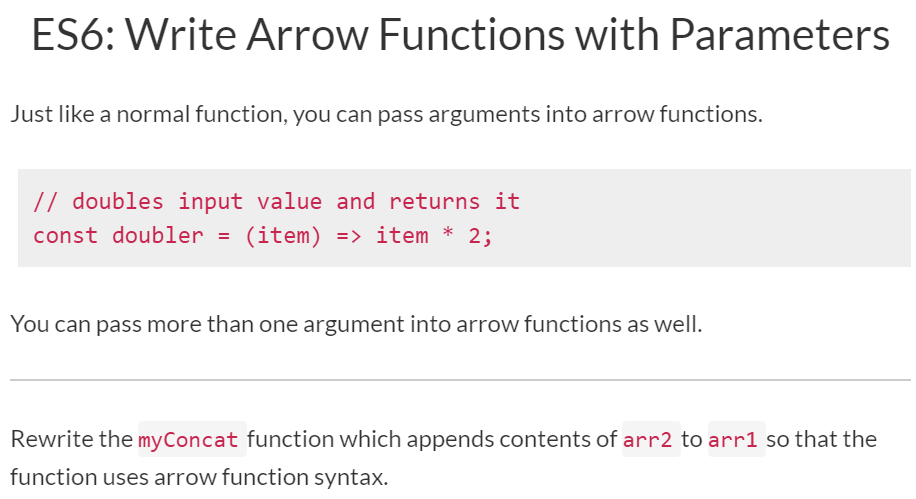 ES6: Write Arrow Functions with Parameters
Just like a normal function, you can pass arguments into arrow functions.
// doubles input value and returns it
const doubler = (item) => item * 2;
You can pass more than one argument into arrow functions as well.
Rewrite the myConcat function which appends contents of arr2 to arr1 so that the
function uses arrow function syntax.